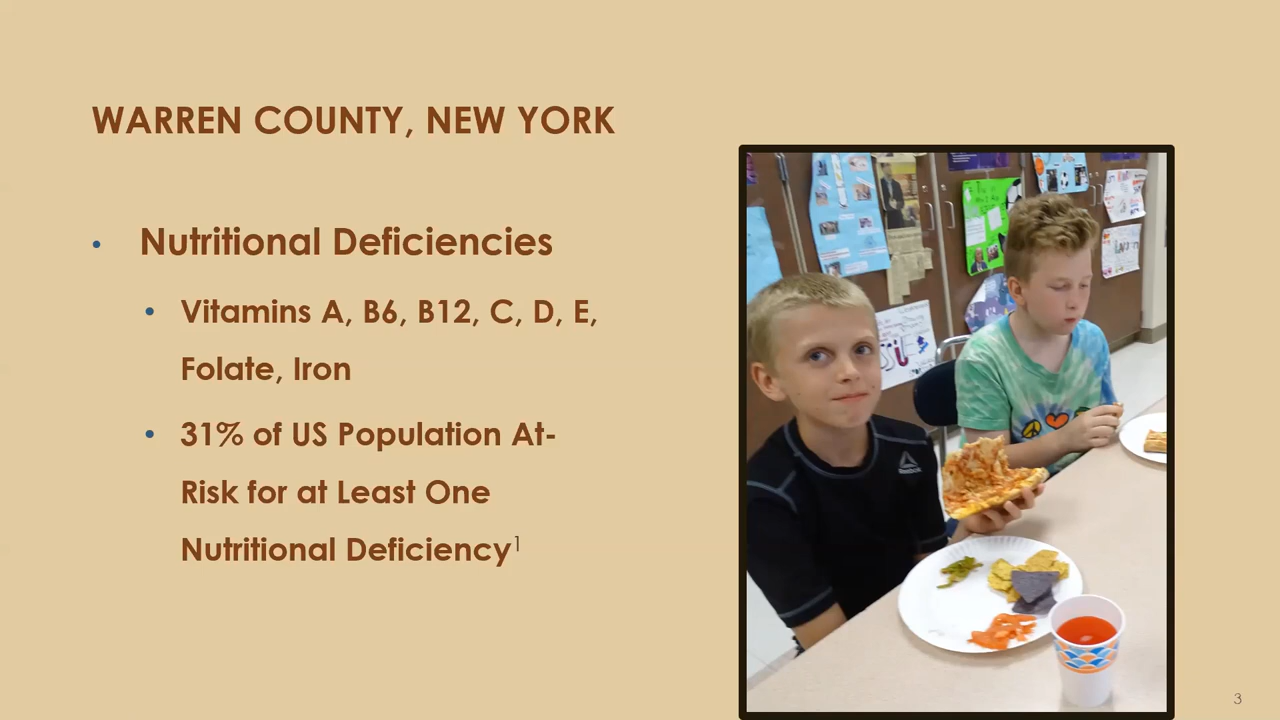 WARREN COUNTY, NEW YORK
• Nutritional Deficiencies
• Vitamins A, B6, B12, C, D, E,
Folate, Iron
• 31% of US Population At-
Risk for at Least One
Nutritional Deficiency¹
Reebok
3